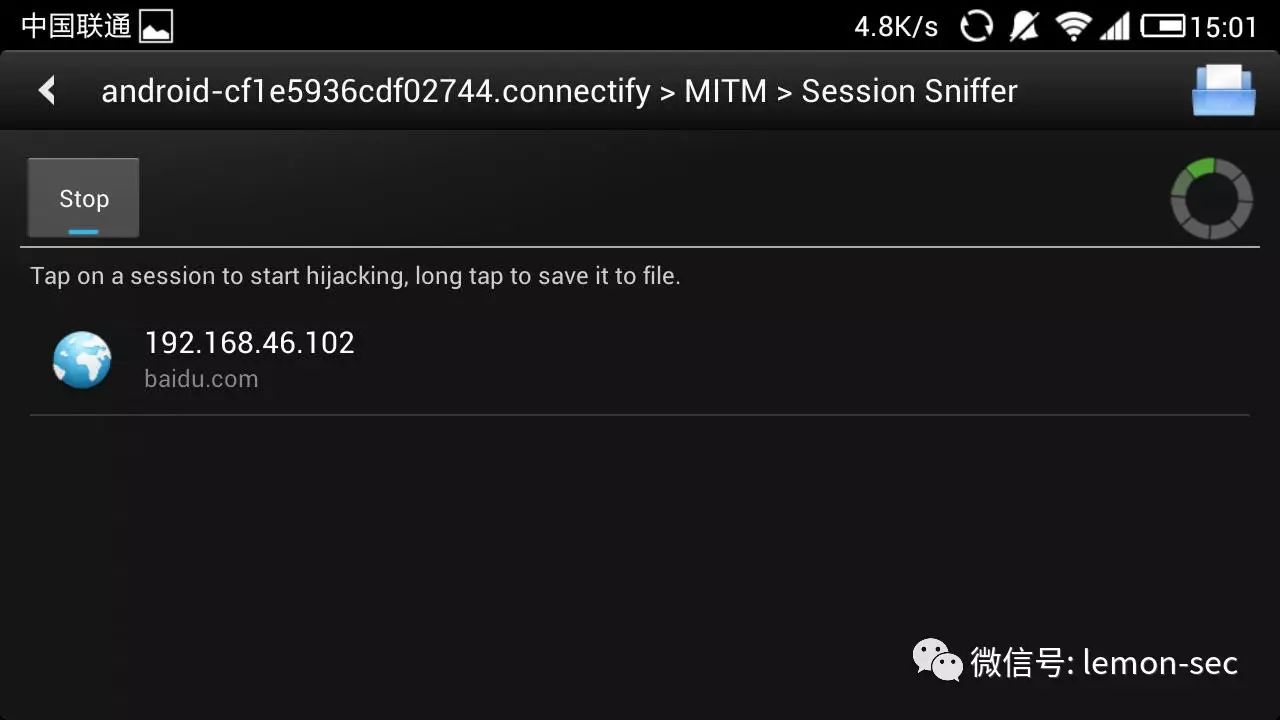 中国联通 4.8K/s 15:01
android-cf1e5936cdf02744.connectify > MITM > Session Sniffer
Stop
Tap on a session to start hijacking, long tap to save it to file.
192.168.46.102
baidu.com
微信号: lemon-sec